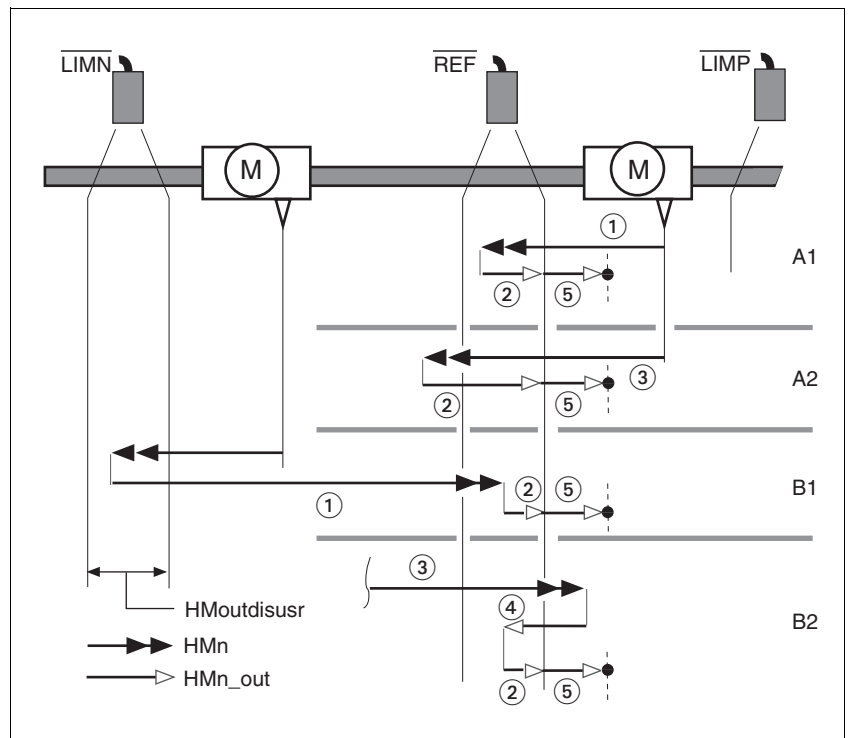 LIMN REF LIMP
M M
①
A1
② ⑤
③
A2
② ⑤
② ⑤
B1
①
③
④
HMoutdisusr
B2
HMn
HMn_out
② ⑤